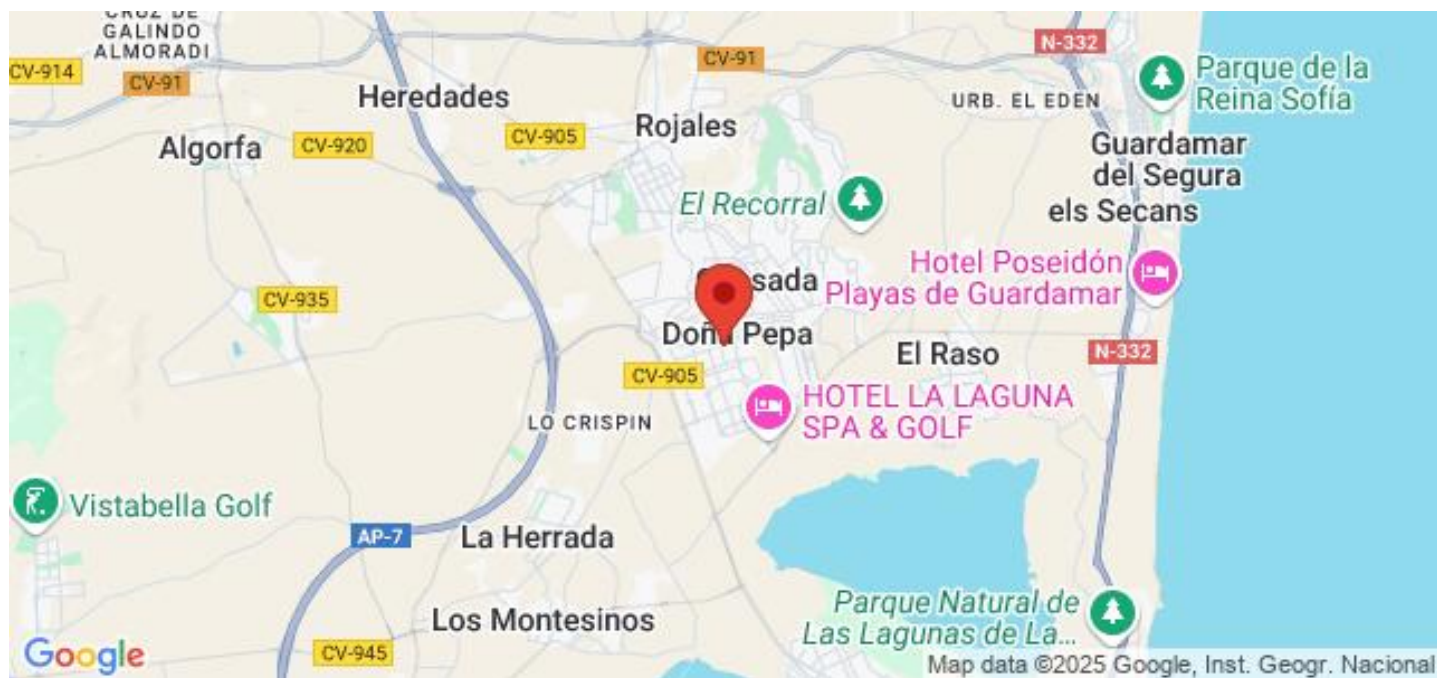 CRUZ DE
GALINDO
ALMORADI
N-332
CV-914
CV-91
CV-91
Parque de la
Reina Sofía
Heredades
URB. EL EDEN
Algorfa
CV-920
CV-905
Rojales
Guardamar
del Segura
els Secans
El Recorral
Hotel Poseidón
Playas de Guardamar
sada
CV-935
Doña Pepa
El Raso
N-332
CV-905
HOTEL LA LAGUNA
SPA & GOLF
LO CRISPIN
Vistabella Golf
AP-7
La Herrada
Los Montesinos
Parque Natural de
Las Lagunas de La...
Google
CV-945
Map data ©2025 Google, Inst. Geogr. Nacional